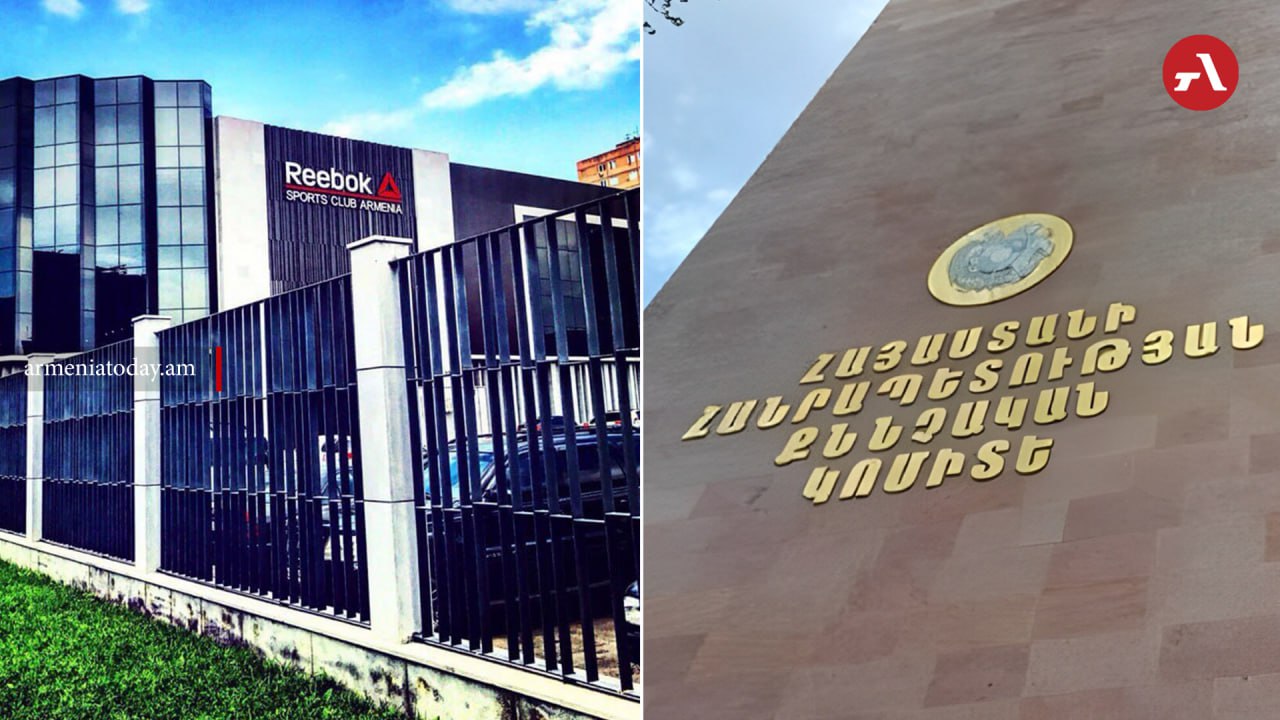 Reebok
SPORTS CLUB ARMENIA
armeniatoday.am
ՀԱՅԱՍՏԱՆԻ
ՀԱՆՐԱՊԵՏՈՒԹՅԱՆ
ՔՆՆՉԱԿԱՆ
ԿՈՄԻՏԵ